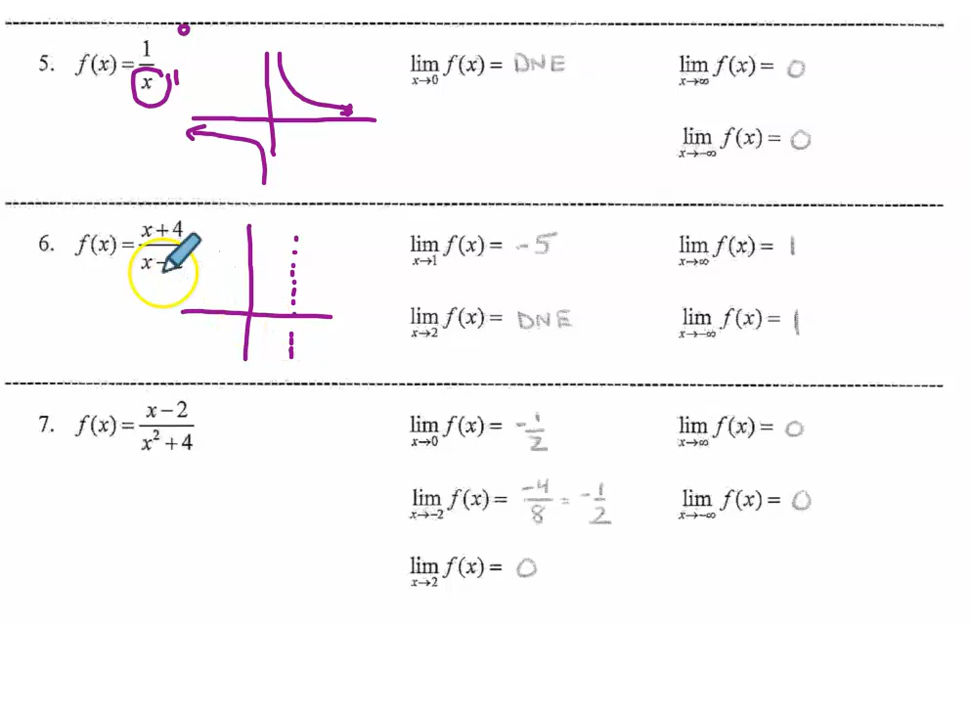 5. f(x) = 1/x lim x→0 f(x) = DNE lim x→∞ f(x) = 0
lim x→-∞ f(x) = 0
6. f(x) = x+4 / x- lim x→1 f(x) = -5 lim x→∞ f(x) = 1
lim x→2 f(x) = DNE lim x→-∞ f(x) = 1
7. f(x) = x-2 / x²+4 lim x→0 f(x) = -1/2 lim x→∞ f(x) = 0
lim x→-2 f(x) = -4/8 = -1/2 lim x→-∞ f(x) = 0
lim x→2 f(x) = 0